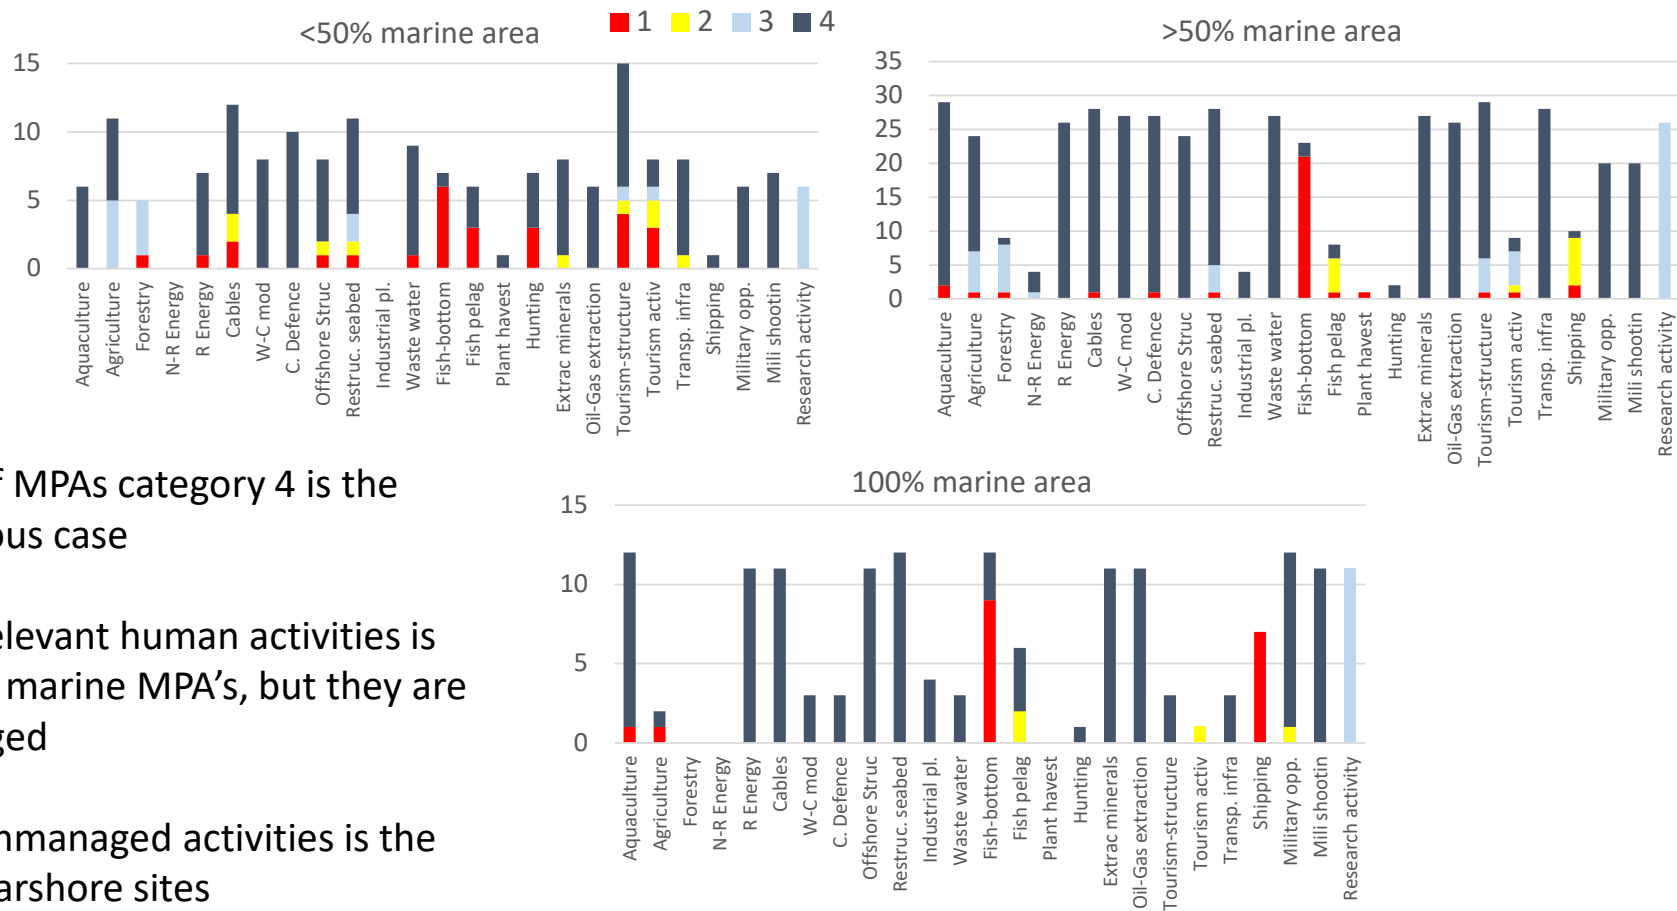 <50% marine area
1 2 3 4
15
10
5
0
Aquaculture
Agriculture
Forestry
N-R Energy
R Energy
Cables
W-C mod
C. Defence
Offshore Struc
Restruc. seabed
Industrial pl.
Waste water
Fish-bottom
Fish pelag
Plant havest
Hunting
Extrac minerals
Oil-Gas extraction
Tourism-structure
Tourism activ
Transp. infra
Shipping
Military opp.
Mili shootin
Research activity
>50% marine area
35
30
25
20
15
10
5
0
Aquaculture
Agriculture
Forestry
N-R Energy
R Energy
Cables
W-C mod
C. Defence
Offshore Struc
Restruc. seabed
Industrial pl.
Waste water
Fish-bottom
Fish pelag
Plant havest
Hunting
Extrac minerals
Oil-Gas extraction
Tourism-structure
Tourism activ
Transp. infra
Shipping
Military opp.
Mili shootin
Research activity
MPAs category 4 is the
case
human activities is
marine MPA's, but they are
activities is the
sites
100% marine area
15
10
5
0
Aquaculture
Agriculture
Forestry
N-R Energy
R Energy
Cables
W-C mod
C. Defence
Offshore Struc
Restruc. seabed
Industrial pl.
Waste water
Fish-bottom
Fish pelag
Plant havest
Hunting
Extrac minerals
Oil-Gas extraction
Tourism-structure
Tourism activ
Transp. infra
Shipping
Military opp.
Mili shootin
Research activity